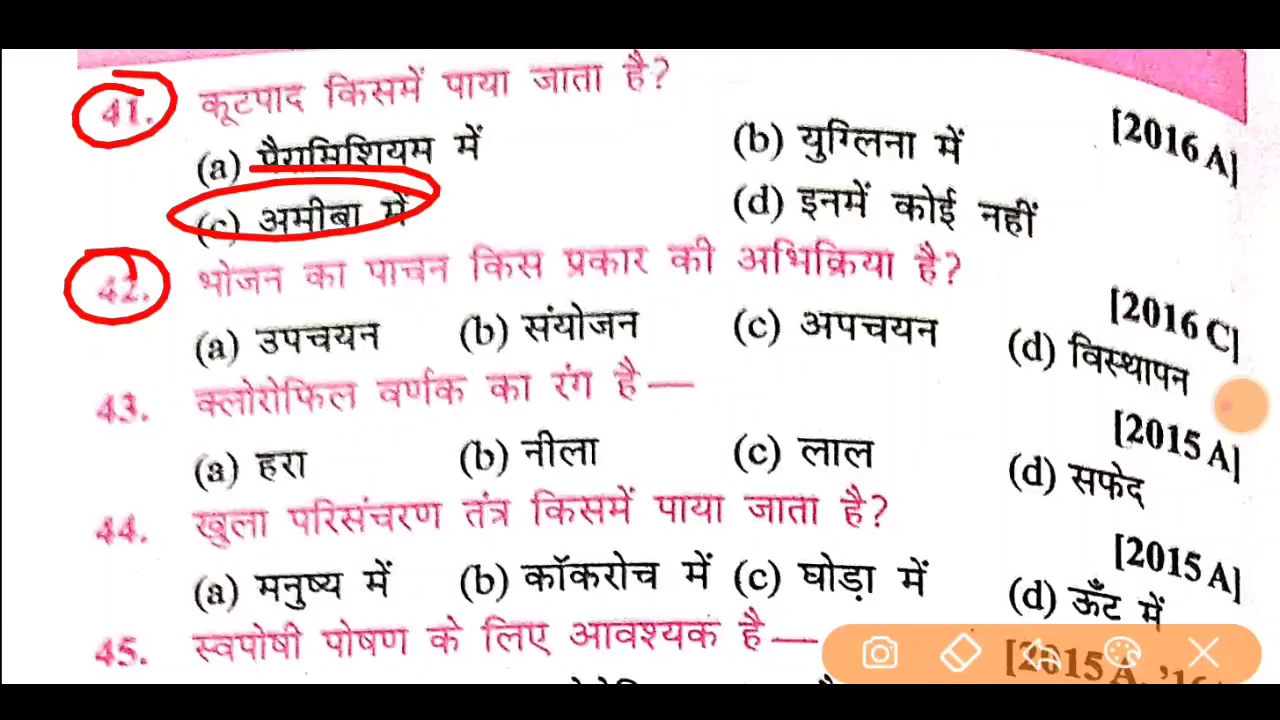 41. कूटपाद किसमें पाया जाता है?
[2016 A]
(a) पैरामिशियम में (b) युग्लिना में
(c) अमीबा में (d) इनमें कोई नहीं
42. भोजन का पाचन किस प्रकार की अभिक्रिया है?
[2016 C]
(a) उपचयन (b) संयोजन (c) अपचयन (d) विस्थापन
43. क्लोरोफिल वर्णक का रंग है—
[2015 A]
(a) हरा (b) नीला (c) लाल (d) सफेद
44. खुला परिसंचरण तंत्र किसमें पाया जाता है?
[2015 A]
(a) मनुष्य में (b) कॉकरोच में (c) घोड़ा में (d) ऊँट में
45. स्वपोषी पोषण के लिए आवश्यक है—
[2015 A,